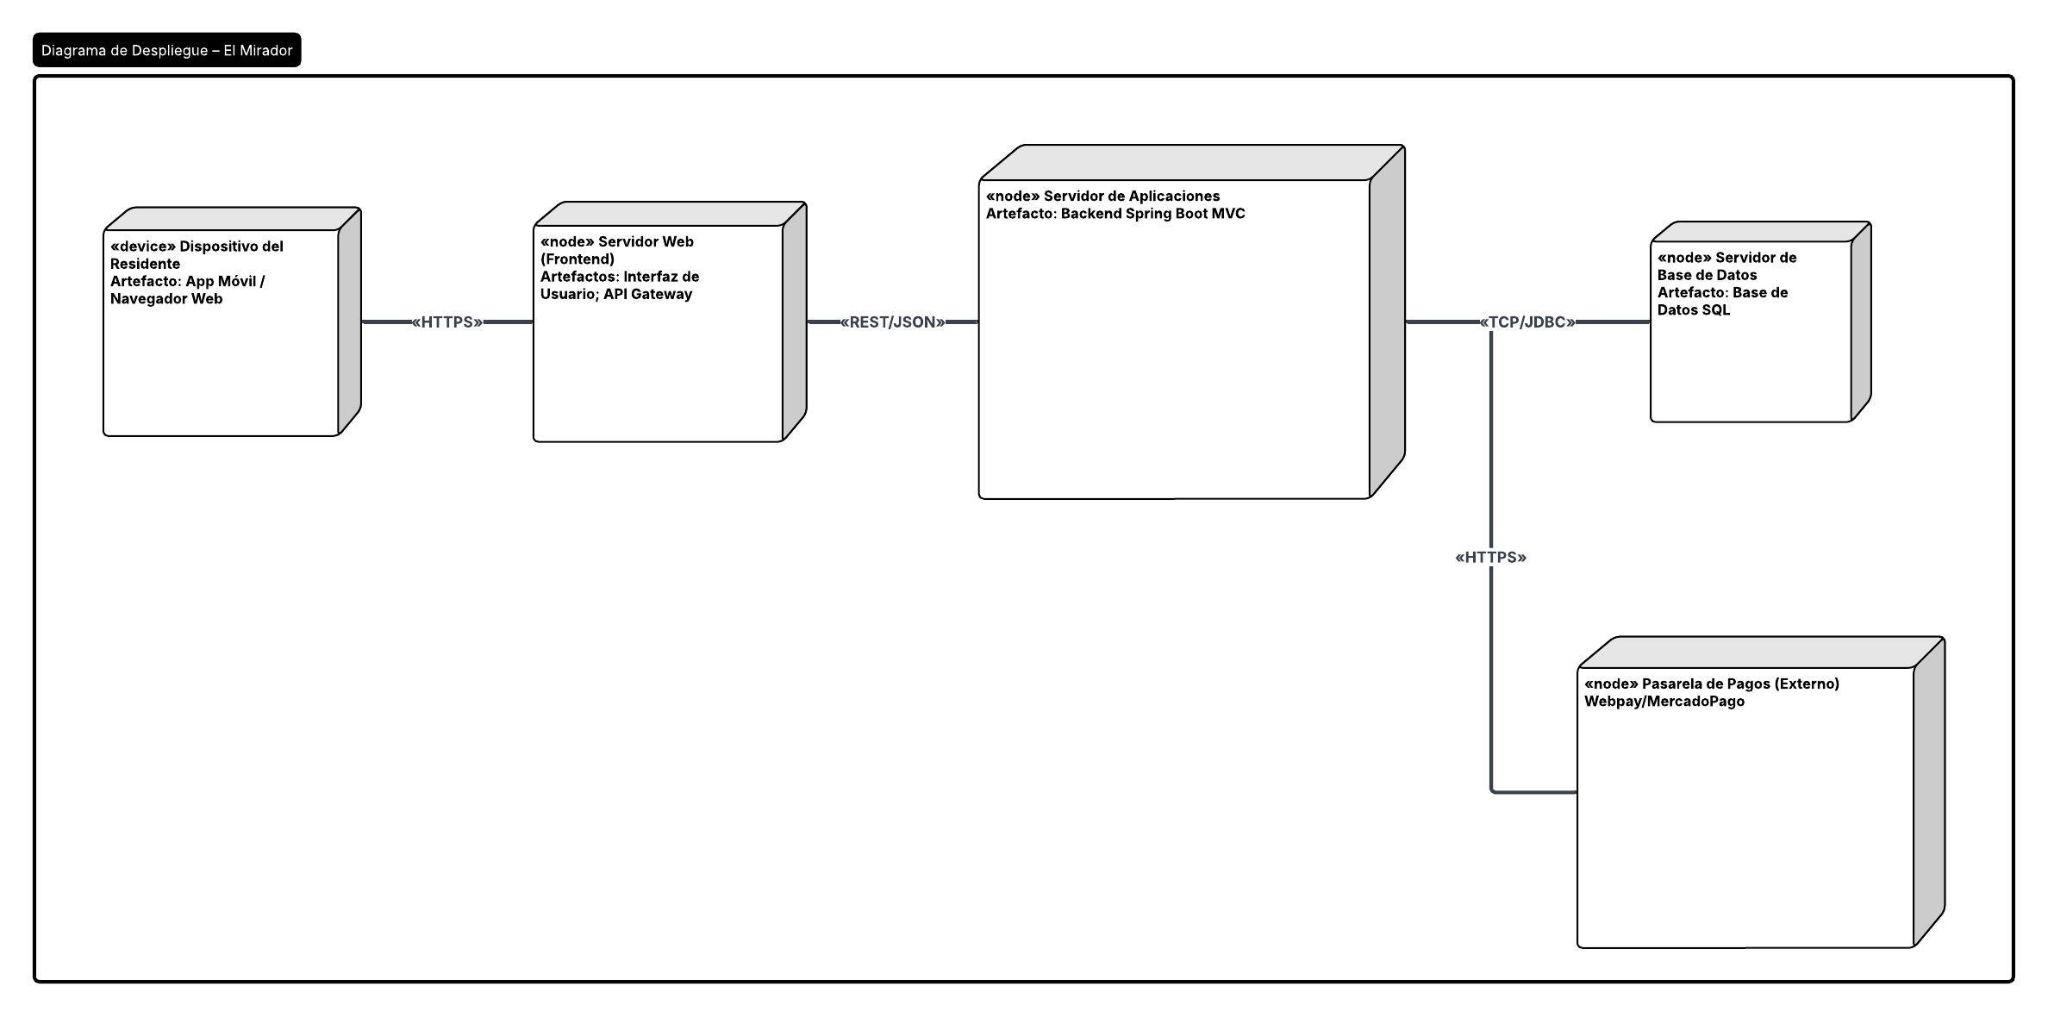 Diagrama de Despliegue – El Mirador
«device» Dispositivo del
Residente
Artefacto: App Móvil /
Navegador Web
«HTTPS»
«node» Servidor Web
(Frontend)
Artefactos: Interfaz de
Usuario; API Gateway
«REST/JSON»
«node» Servidor de Aplicaciones
Artefacto: Backend Spring Boot MVC
«TCP/JDBC»
«node» Servidor de
Base de Datos
Artefacto: Base de
Datos SQL
«HTTPS»
«node» Pasarela de Pagos (Externo)
Webpay/MercadoPago